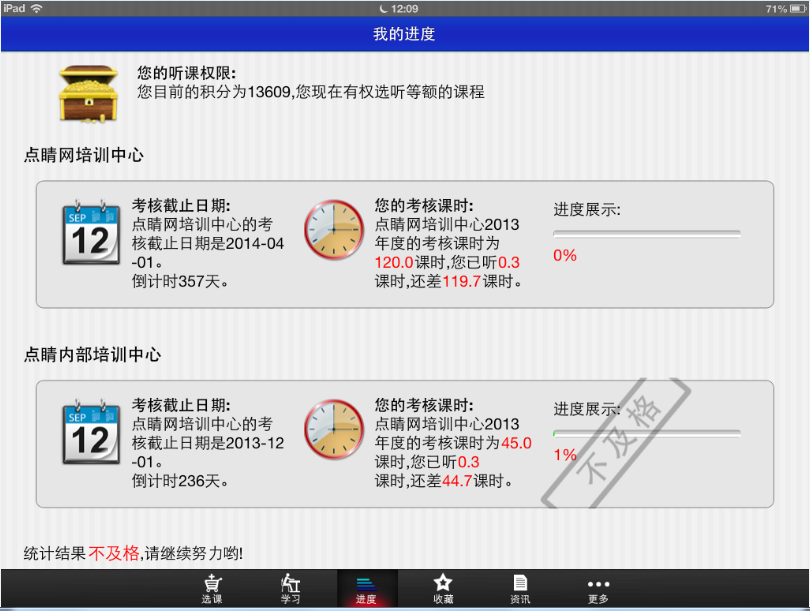 iPad 12:09 71%
我的进度
您的听课权限:
您目前的积分为13609,您现在有权选听等额的课程
点睛网培训中心
SEP
12
考核截止日期:
点睛网培训中心的考
核截止日期是2014-04
-01。
倒计时357天。
您的考核课时:
点睛网培训中心2013
年度的考核课时为
120.0课时,您已听0.3
课时,还差119.7课时。
进度展示:
0%
点睛内部培训中心
SEP
12
考核截止日期:
点睛网培训中心的考
核截止日期是2013-12
-01。
倒计时236天。
您的考核课时:
点睛网培训中心2013
年度的考核课时为45.0
课时,您已听0.3
课时,还差44.7课时。
进度展示:
1%
不及格
统计结果不及格,请继续努力哟!
选课 学习 进度 收藏 资讯 更多